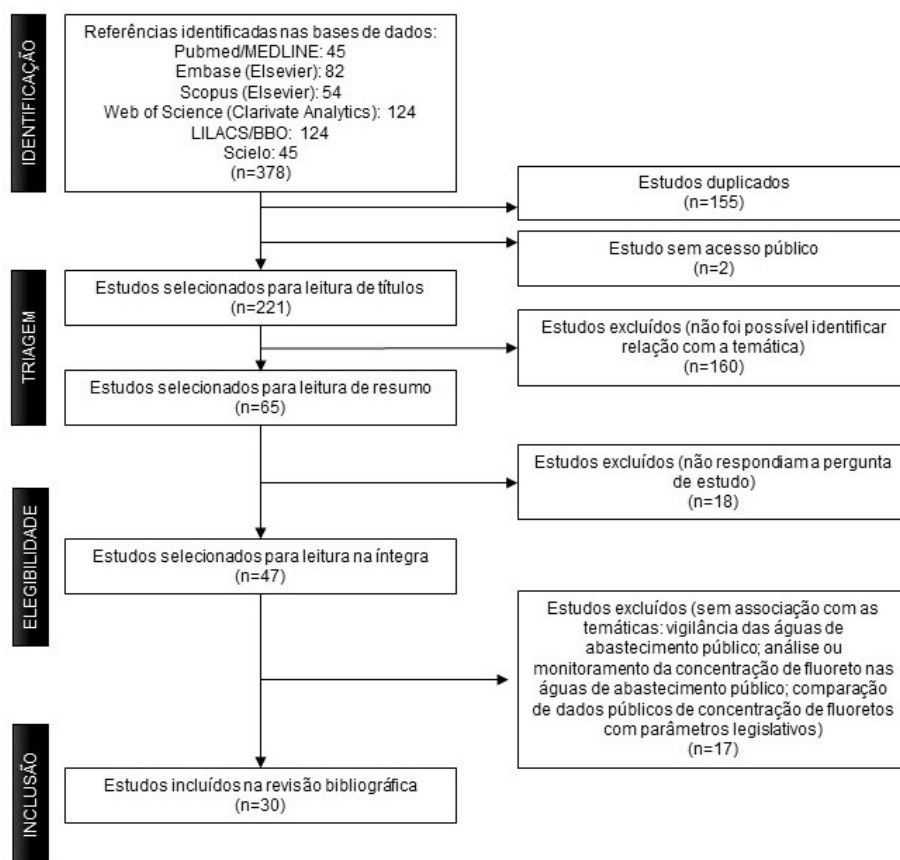 IDENTIFICAÇÃO
Referências identificadas nas bases de dados:
Pubmed/MEDLINE: 45
Embase (Elsevier): 82
Scopus (Elsevier): 54
Web of Science (Clarivate Analytics): 124
LILACS/BBO: 124
Scielo: 45
(n=378)
Estudos duplicados
(n=155)
Estudo sem acesso público
(n=2)
TRIAGEM
Estudos selecionados para leitura de títulos
(n=221)
Estudos excluídos (não foi possível identificar
relação com a temática)
(n=160)
Estudos selecionados para leitura de resumo
(n=65)
Estudos excluídos (não respondiam a pergunta
de estudo)
(n=18)
ELEGIBILIDADE
Estudos selecionados para leitura na íntegra
(n=47)
Estudos excluídos (sem associação com as
temáticas: vigilância das águas de
abastecimento público; análise ou
monitoramento da concentração de fluoreto nas
águas de abastecimento público; comparação
de dados públicos de concentração de fluoretos
com parâmetros legislativos)
(n=17)
INCLUSÃO
Estudos incluídos na revisão bibliográfica
(n=30)